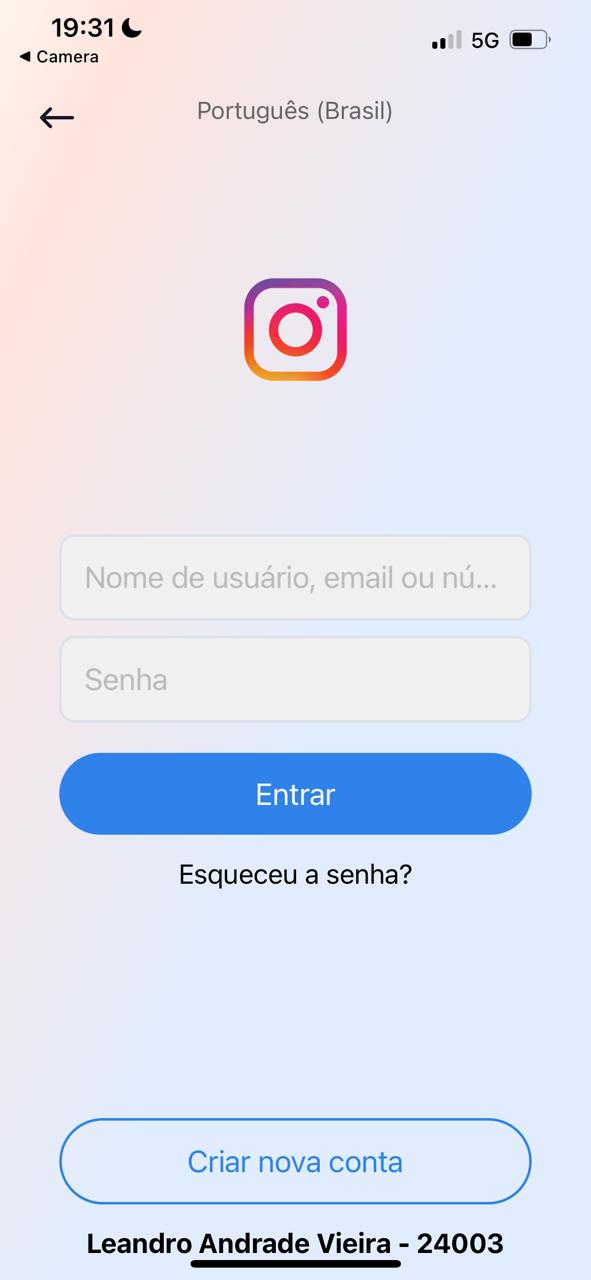 19:31
5G
◀ Camera
Português (Brasil)
Nome de usuário, email ou nú...
Senha
Entrar
Esqueceu a senha?
Criar nova conta
Leandro Andrade Vieira - 24003